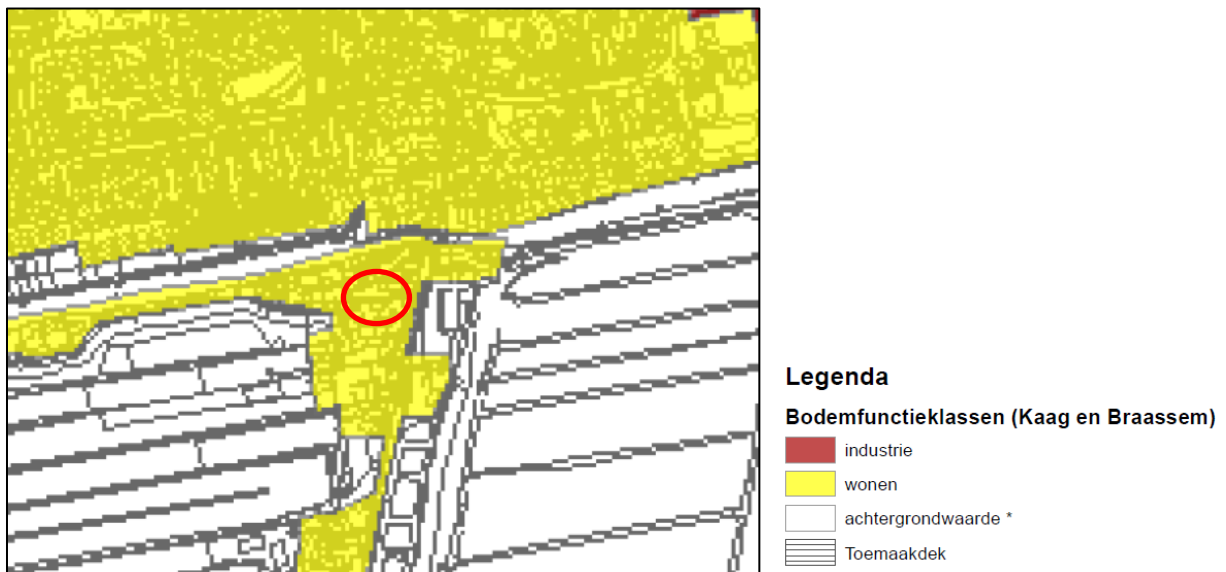 Legenda
Bodemfunctieklassen (Kaag en Braassem)
industrie
wonen
achtergrondwaarde *
Toemaakdek